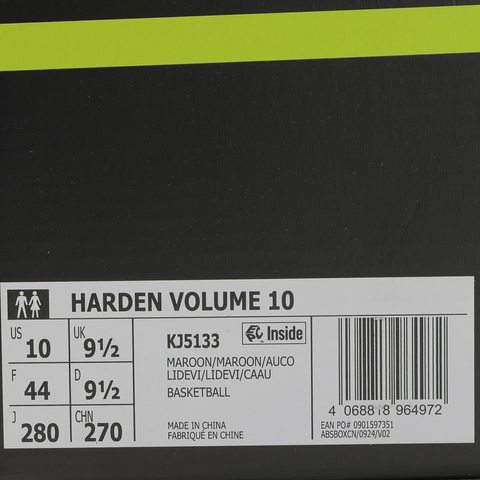 HARDEN VOLUME 10
US 10
UK 9½
F 44
D 9½
J 280
CHN 270
KJ5133
Inside
MAROON/MAROON/AUCO
LIDEVI/LIDEVI/CAAU
BASKETBALL
MADE IN CHINA
FABRIQUÉ EN CHINE
4 068818 964972
EAN PO# 0901597351
ABSBOXCN/0924/V02